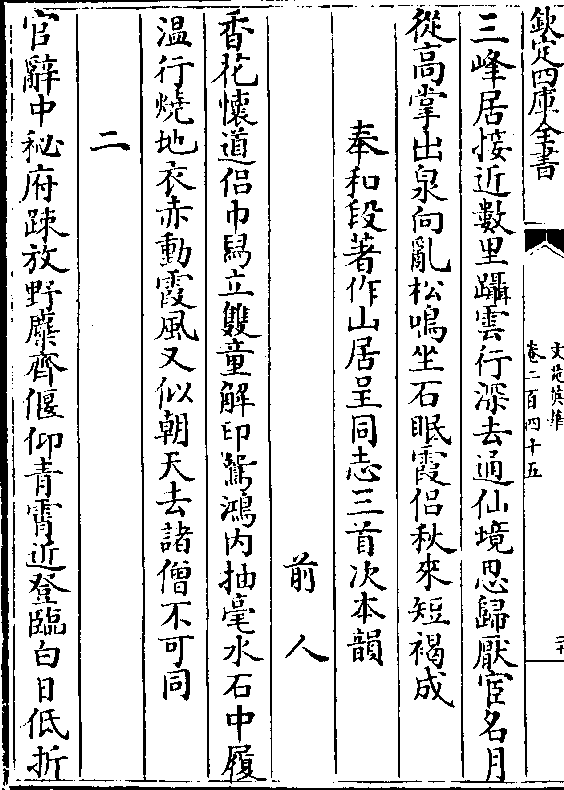 欽定四庫全書
文苑英華
卷二百四十五
三峰居接近數里躡雲行深去通仙境思歸厭宦名月
從高掌出泉向亂松鳴坐石眠霞侶秋來短褐成
奉和段著作山居呈同志三首次本韻
前人
香花懷道侶巾舄立雙童解印鴛鴻内抽毫水石中履
温行燒地衣赤動霞風又似朝天去諸僧不可同
二
官辭中秘府踈放野麋齊偃仰青霄近登臨白日低折